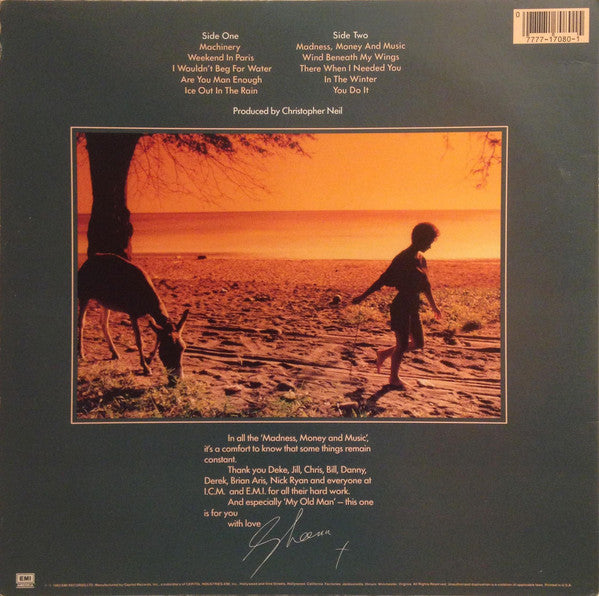 Side One
Machinery
Weekend In Paris
I Wouldn't Beg For Water
Are You Man Enough
Ice Out In The Rain
Side Two
Madness, Money And Music
Wind Beneath My Wings
There When I Needed You
In The Winter
You Do It
0
7777-17080-1
Produced by Christopher Neil
In all the 'Madness, Money and Music',
it's a comfort to know that some things remain
constant.
Thank you Deke, Jill, Chris, Bill, Danny,
Derek, Brian Aris, Nick Ryan and everyone at
I.C.M. and E.M.I. for all their hard work.
And especially 'My Old Man' – this one
is for you
with love
Sheena
EMI